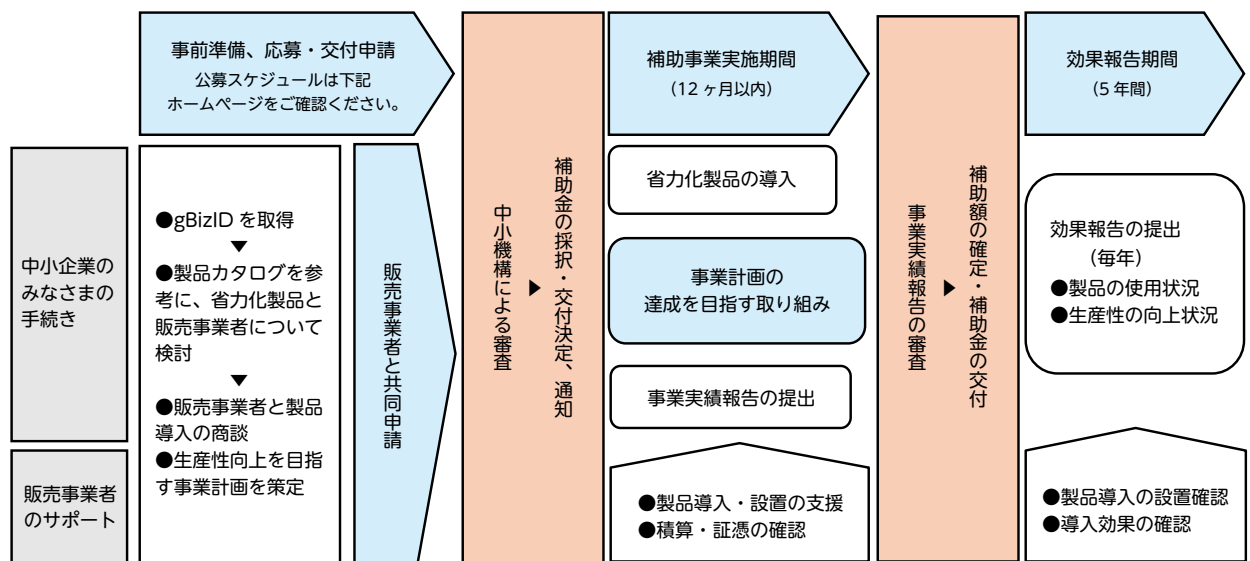 事前準備、応募・交付申請
公募スケジュールは下記
ホームページをご確認ください。
補助事業実施期間
(12 ヶ月以内)
効果報告期間
(5 年間)
中小企業の
みなさまの
手続き
●gBizID を取得
▼
●製品カタログを参
考に、省力化製品と
販売事業者について
検討
▼
●販売事業者と製品
導入の商談
●生産性向上を目指
す事業計画を策定
販売事業者と共同申請
中小機構による審査
▶
補助金の採択・交付決定、通知
省力化製品の導入
事業計画の
達成を目指す取り組み
事業実績報告の提出
事業実績報告の審査
▶
補助額の確定・補助金の交付
効果報告の提出
(毎年)
●製品の使用状況
●生産性の向上状況
販売事業者
のサポート
●製品導入・設置の支援
●積算・証憑の確認
●製品導入の設置確認
●導入効果の確認